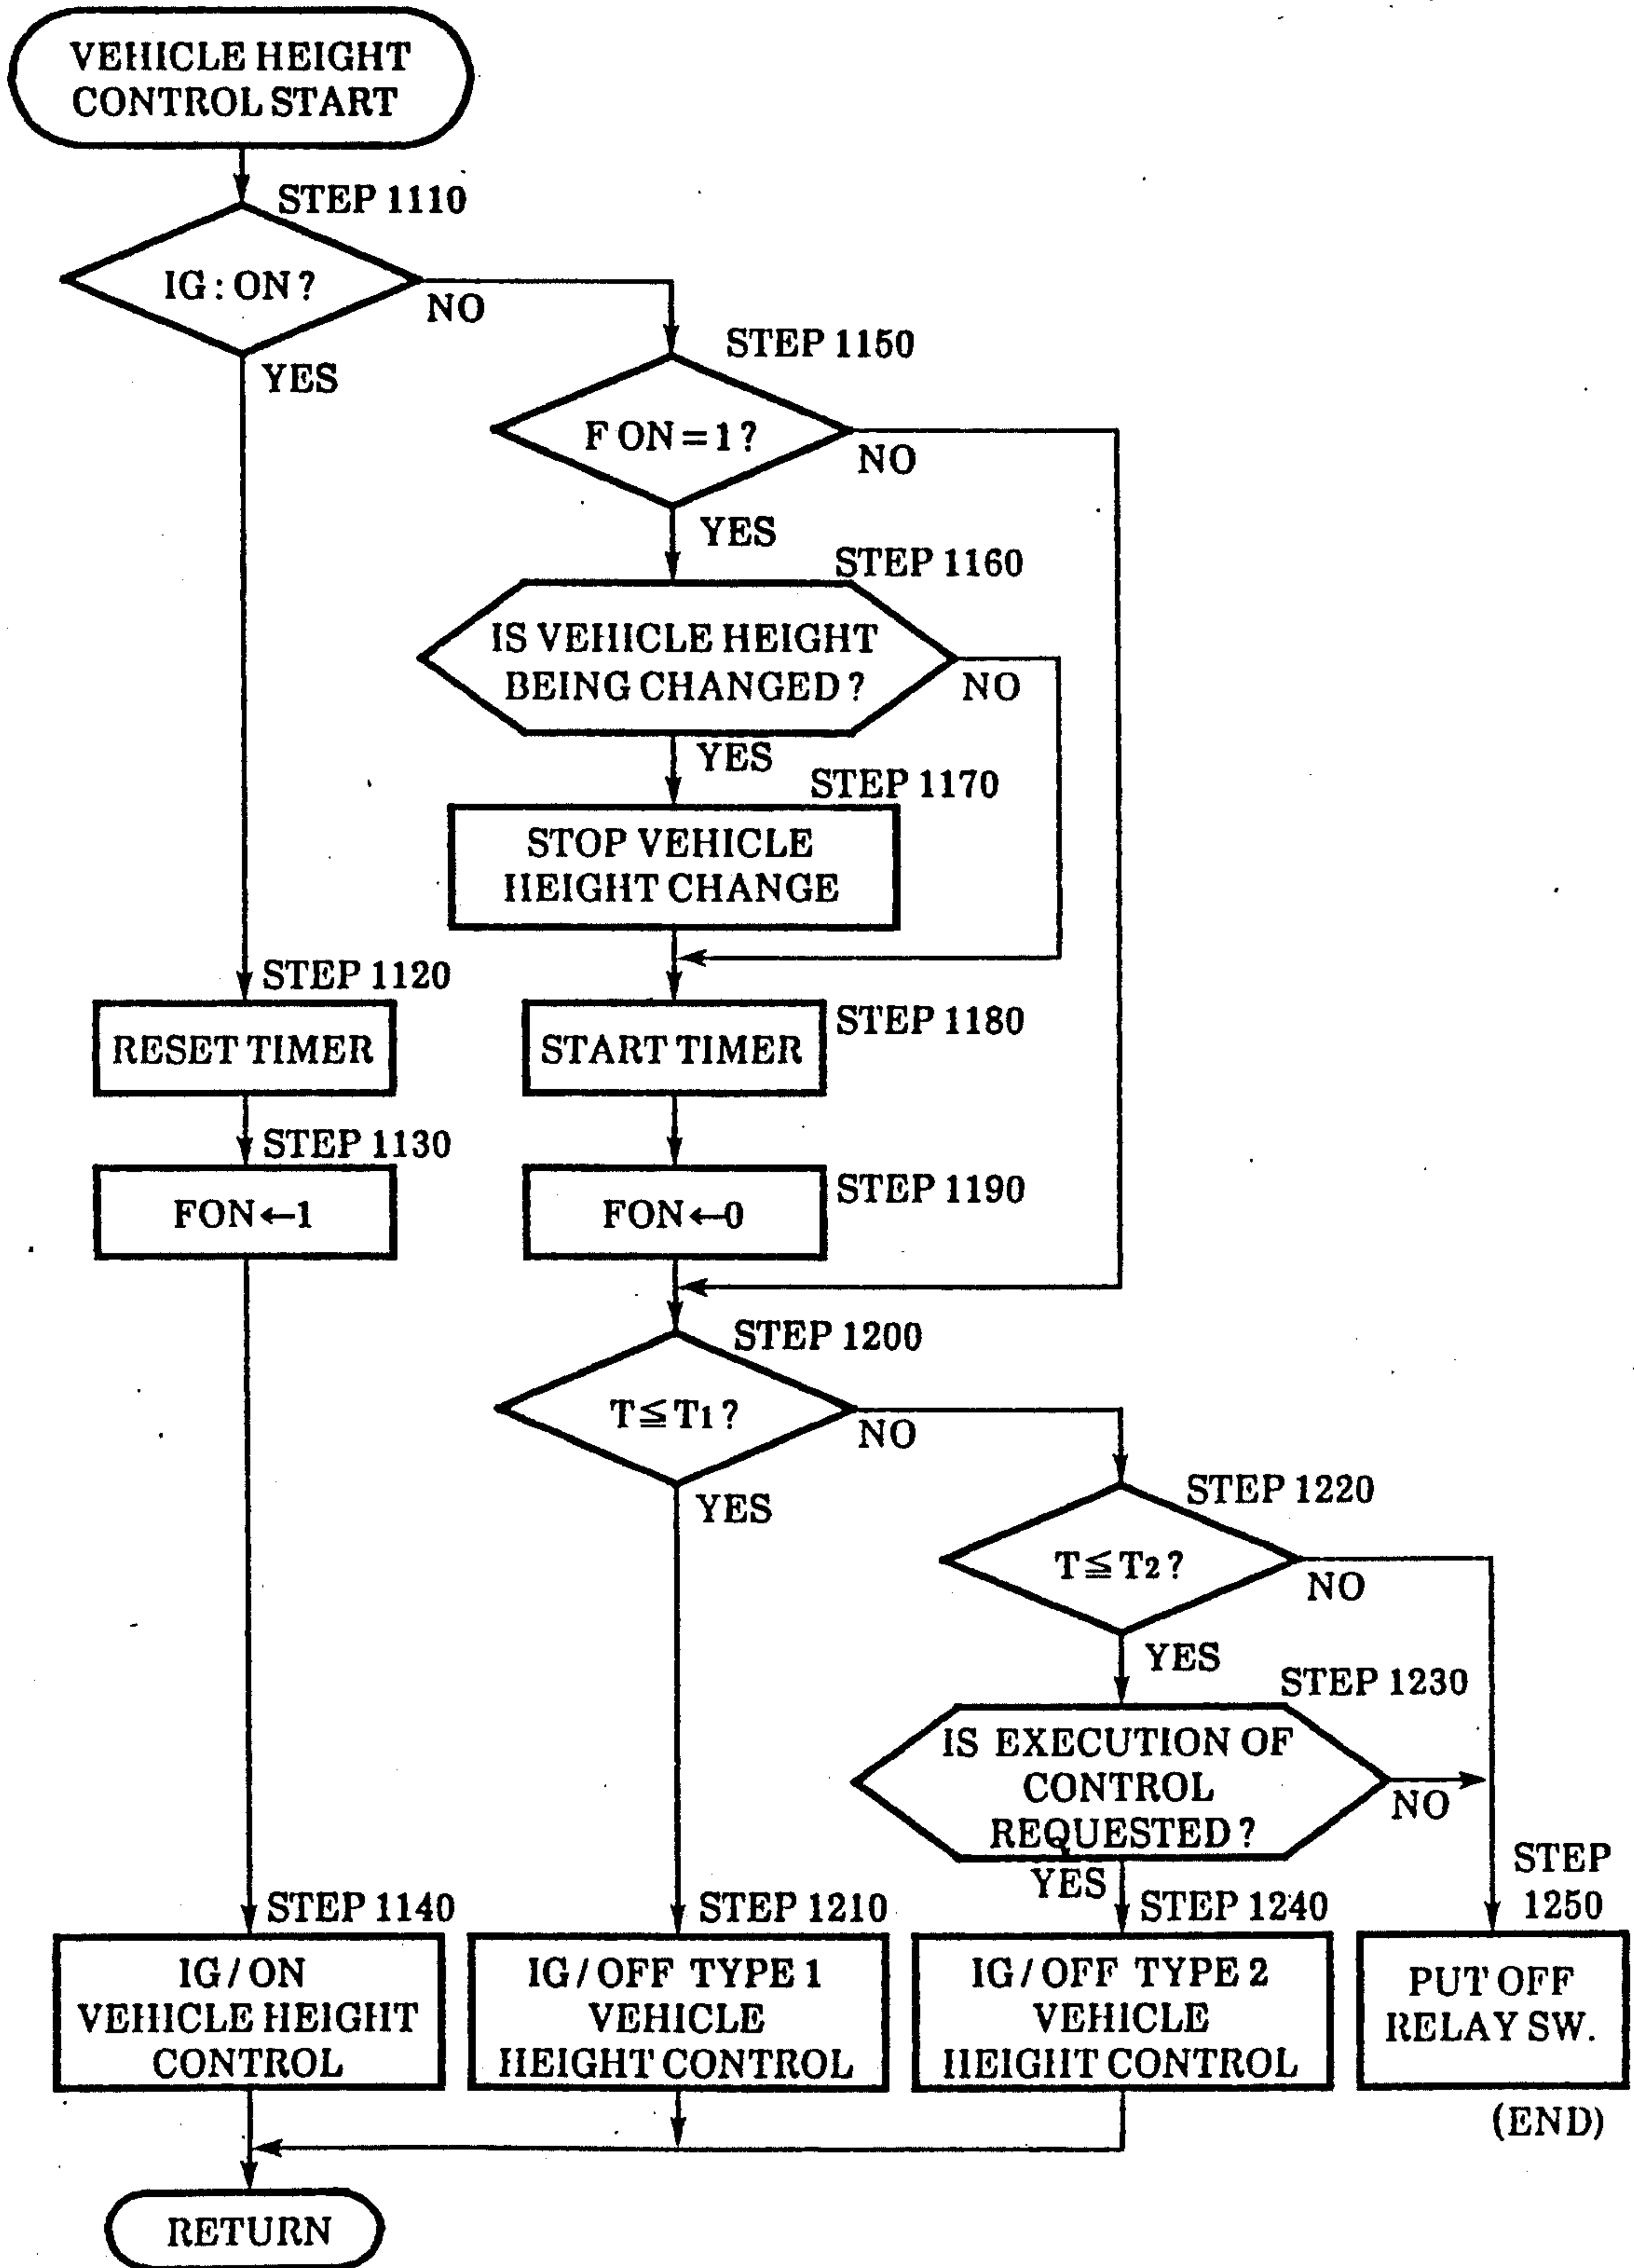 VEHICLE HEIGHT
CONTROL START
STEP 1110
IG : ON ?
NO
YES
STEP 1150
F ON = 1 ?
NO
YES
STEP 1160
IS VEHICLE HEIGHT
BEING CHANGED ?
NO
YES
STEP 1170
STOP VEHICLE
HEIGHT CHANGE
STEP 1120
RESET TIMER
STEP 1180
START TIMER
STEP 1130
FON←1
STEP 1190
FON←0
STEP 1200
T≦T1 ?
NO
YES
STEP 1220
T≦T2 ?
NO
YES
STEP 1230
IS EXECUTION OF
CONTROL
REQUESTED ?
NO
YES
STEP 1140
IG / ON
VEHICLE HEIGHT
CONTROL
STEP 1210
IG / OFF TYPE 1
VEHICLE
HEIGHT CONTROL
STEP 1240
IG / OFF TYPE 2
VEHICLE
HEIGHT CONTROL
STEP
1250
PUT OFF
RELAY SW.
(END)
RETURN